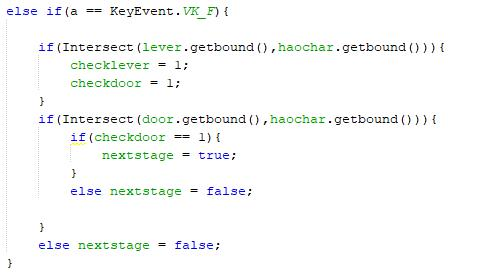 else if(a == KeyEvent.VK_F){
if(Intersect(lever.getbound(),haochar.getbound())){
checklever = 1;
checkdoor = 1;
}
if(Intersect(door.getbound(),haochar.getbound())){
if(checkdoor == 1){
nextstage = true;
}
else nextstage = false;
}
else nextstage = false;
}